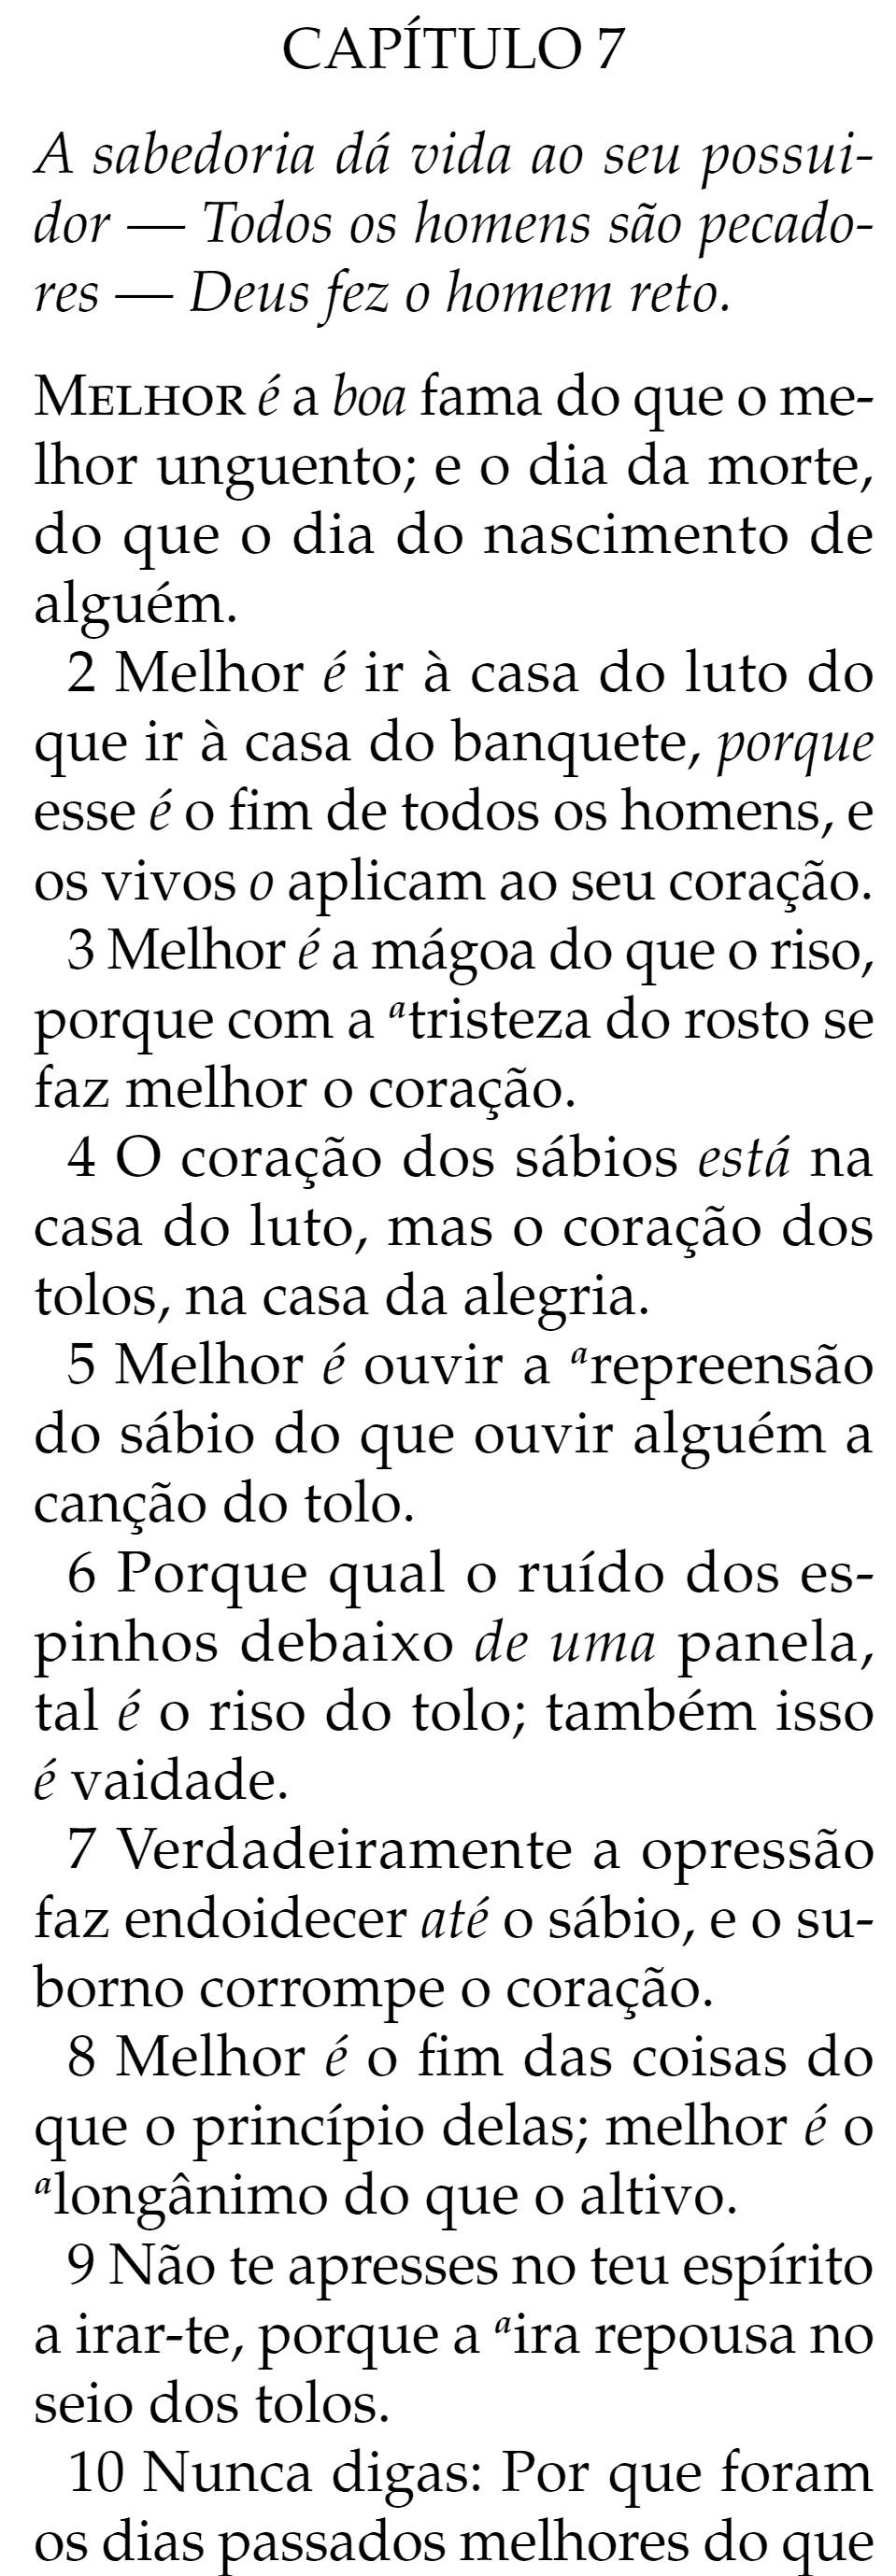 CAPÍTULO 7
A sabedoria dá vida ao seu possui-
dor — Todos os homens são pecado-
res — Deus fez o homem reto.
Melhor é a boa fama do que o me-
lhor unguento; e o dia da morte,
do que o dia do nascimento de
alguém.
2 Melhor é ir à casa do luto do
que ir à casa do banquete, porque
esse é o fim de todos os homens, e
os vivos o aplicam ao seu coração.
3 Melhor é a mágoa do que o riso,
porque com a ᵃtristeza do rosto se
faz melhor o coração.
4 O coração dos sábios está na
casa do luto, mas o coração dos
tolos, na casa da alegria.
5 Melhor é ouvir a ᵃrepreensão
do sábio do que ouvir alguém a
canção do tolo.
6 Porque qual o ruído dos es-
pinhos debaixo de uma panela,
tal é o riso do tolo; também isso
é vaidade.
7 Verdadeiramente a opressão
faz endoidecer até o sábio, e o su-
borno corrompe o coração.
8 Melhor é o fim das coisas do
que o princípio delas; melhor é o
ᵃlongânimo do que o altivo.
9 Não te apresses no teu espírito
a irar-te, porque a ᵃira repousa no
seio dos tolos.
10 Nunca digas: Por que foram
os dias passados melhores do que